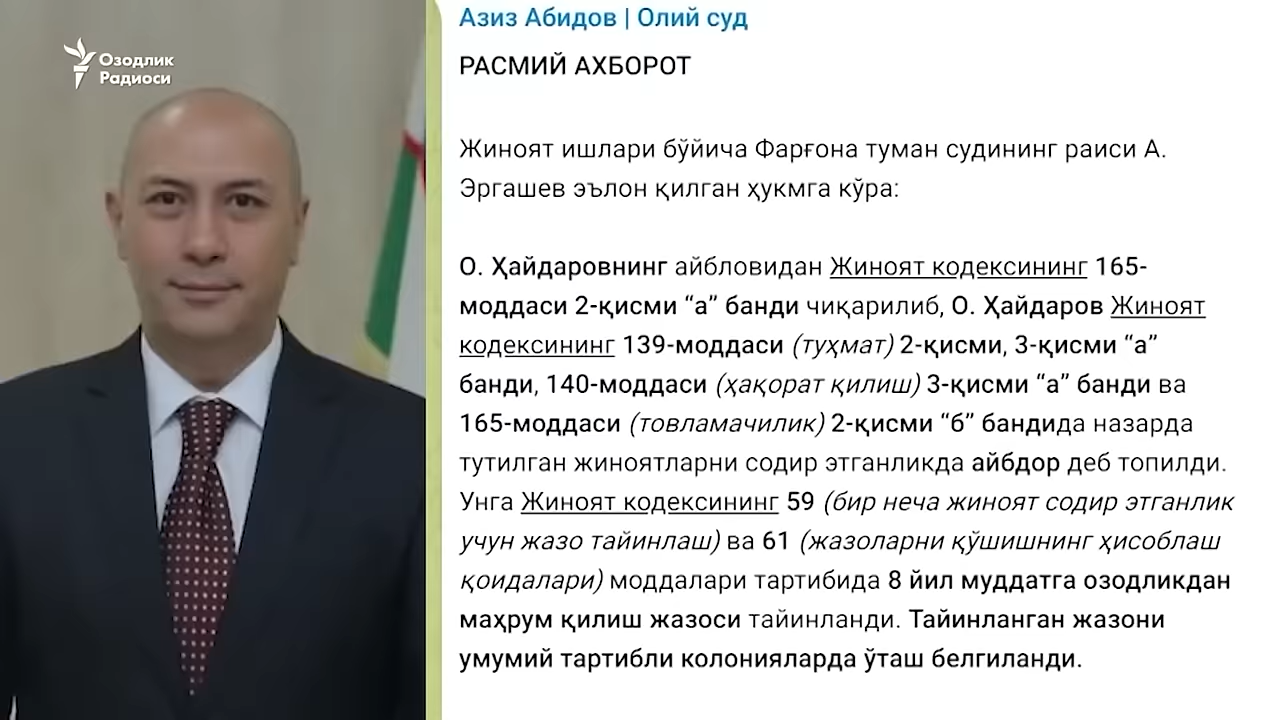 Озодлик
Радиоси
Азиз Абидов | Олий суд
РАСМИЙ АХБОРОТ
Жиноят ишлари бўйича Фарғона туман судининг раиси А.
Эргашев эълон қилган ҳукмга кўра:
О. Ҳайдаровнинг айбловидан Жиноят кодексининг 165-
моддаси 2-қисми “а” банди чиқарилиб, О. Ҳайдаров Жиноят
кодексининг 139-моддаси (туҳмат) 2-қисми, 3-қисми “а”
банди, 140-моддаси (ҳақорат қилиш) 3-қисми “а” банди ва
165-моддаси (товламачилик) 2-қисми “б” бандида назарда
тутилган жиноятларни содир этганликда айбдор деб топилди.
Унга Жиноят кодексининг 59 (бир неча жиноят содир этганлик
учун жазо тайинлаш) ва 61 (жазоларни қўшишнинг ҳисоблаш
қоидалари) моддалари тартибида 8 йил муддатга озодликдан
маҳрум қилиш жазоси тайинланди. Тайинланган жазони
умумий тартибли колонияларда ўташ белгиланди.